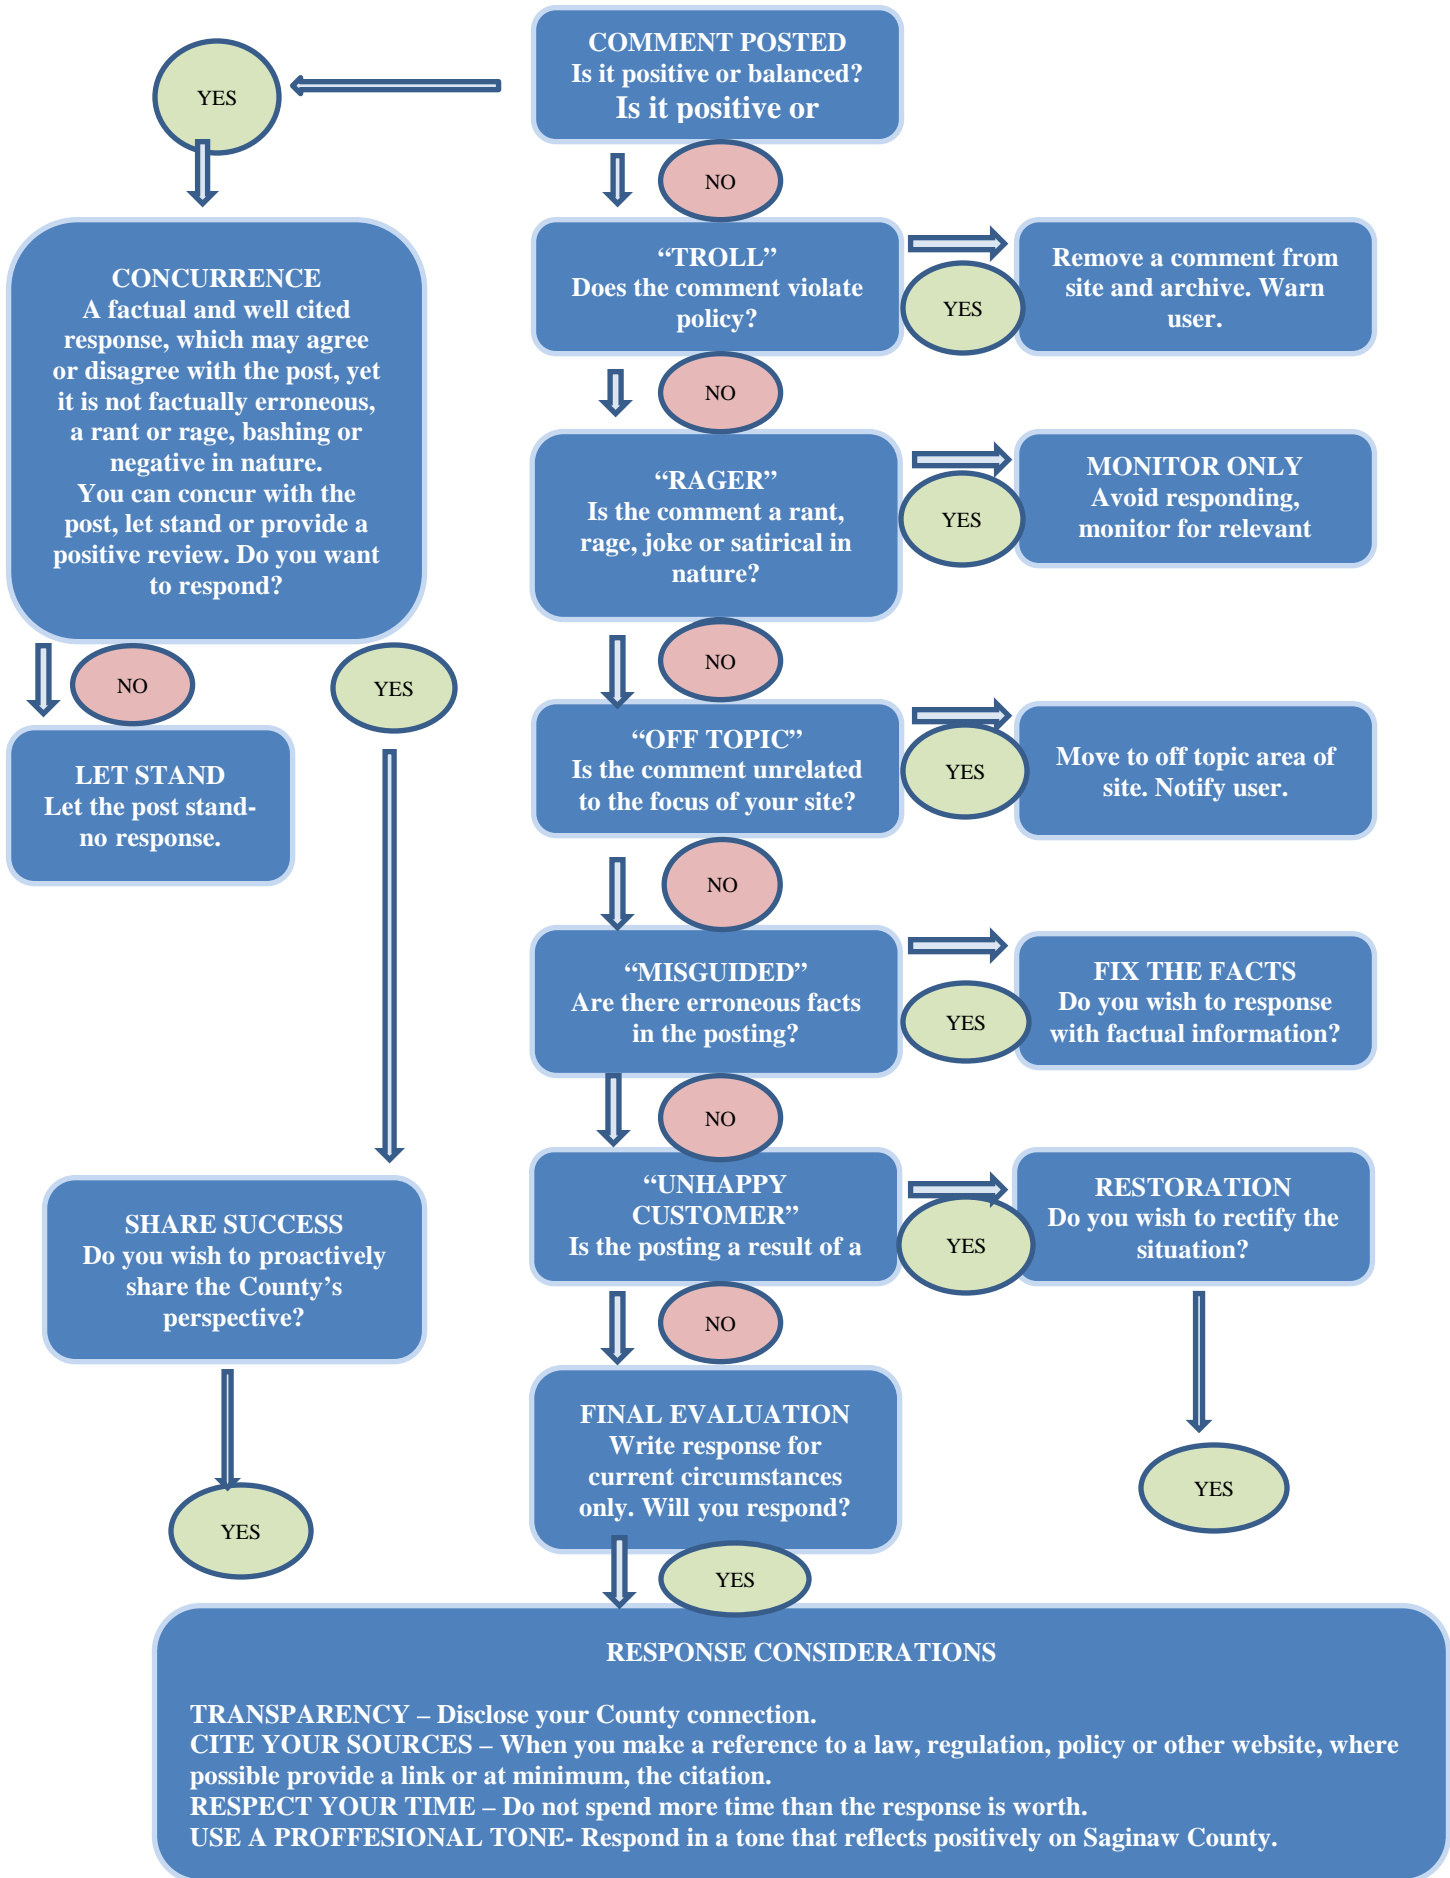 COMMENT POSTED
Is it positive or balanced?
Is it positive or
YES
NO
"TROLL"
Does the comment violate
policy?
YES
Remove a comment from
site and archive. Warn
user.
CONCURRENCE
A factual and well cited
response, which may agree
or disagree with the post, yet
it is not factually erroneous,
a rant or rage, bashing or
negative in nature.
You can concur with the
post, let stand or provide a
positive review. Do you want
to respond?
NO
"RAGER"
Is the comment a rant,
rage, joke or satirical in
nature?
YES
MONITOR ONLY
Avoid responding,
monitor for relevant
NO
YES
NO
LET STAND
Let the post stand-
no response.
"OFF TOPIC"
Is the comment unrelated
to the focus of your site?
YES
Move to off topic area of
site. Notify user.
NO
"MISGUIDED"
Are there erroneous facts
in the posting?
YES
FIX THE FACTS
Do you wish to response
with factual information?
NO
SHARE SUCCESS
Do you wish to proactively
share the County's
perspective?
YES
"UNHAPPY
CUSTOMER"
Is the posting a result of a
YES
RESTORATION
Do you wish to rectify the
situation?
NO
YES
FINAL EVALUATION
Write response for
current circumstances
only. Will you respond?
YES
RESPONSE CONSIDERATIONS
TRANSPARENCY – Disclose your County connection.
CITE YOUR SOURCES – When you make a reference to a law, regulation, policy or other website, where
possible provide a link or at minimum, the citation.
RESPECT YOUR TIME – Do not spend more time than the response is worth.
USE A PROFFESIONAL TONE- Respond in a tone that reflects positively on Saginaw County.